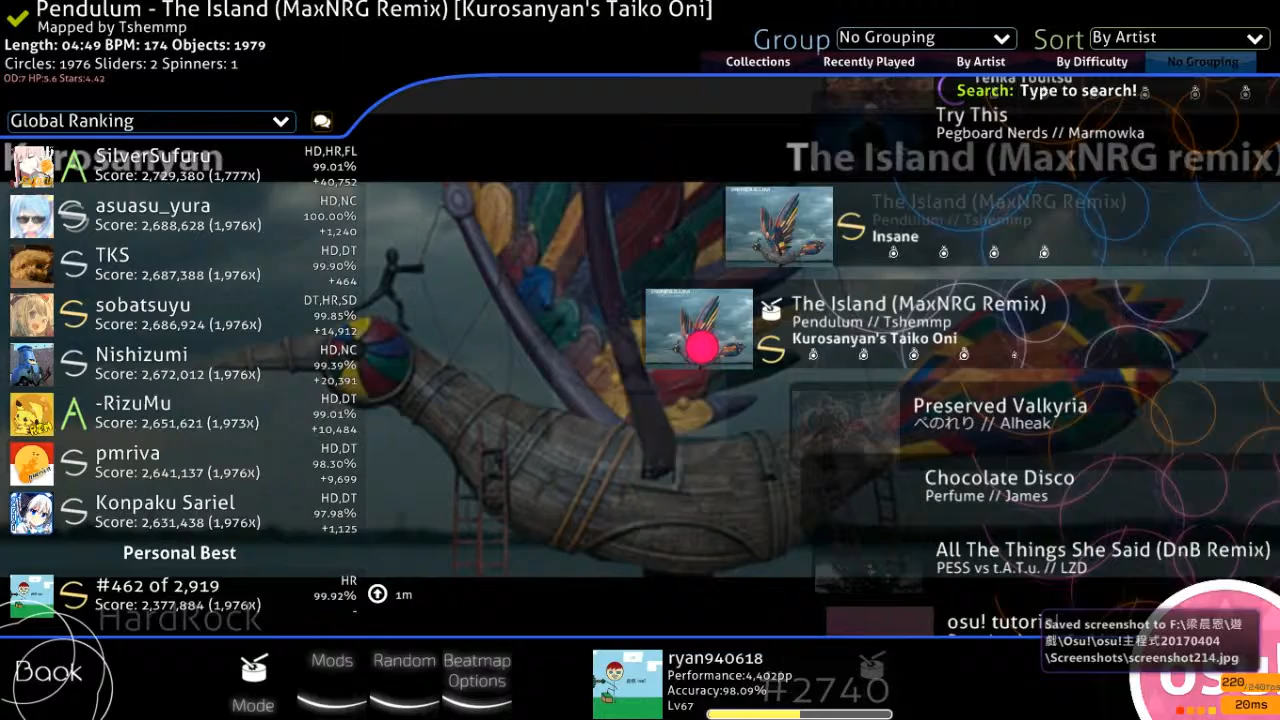 Pendulum - The Island (MaxNRG Remix) [Kurosanyan's Taiko Oni]
Mapped by Tshemmp
Length: 04:49 BPM: 174 Objects: 1979
Circles: 1976 Sliders: 2 Spinners: 1
OD:7 HP:5.6 Stars:4.42
Group No Grouping
Sort By Artist
Collections
Recently Played
By Artist
By Difficulty
No Grouping
Global Ranking
Search: Type to search!
Try This
Pegboard Nerds // Marmowka
Kurosanyan
The Island (MaxNRG remix)
SilverSufuru
Score: 2,729,380 (1,777x)
HD,HR,FL
99.01%
+40,752
asuasu_yura
Score: 2,688,628 (1,976x)
HD,NC
100.00%
+1,240
TKS
Score: 2,687,388 (1,976x)
HD,DT
99.90%
+464
sobatsuyu
Score: 2,686,924 (1,976x)
DT,HR,SD
99.85%
+14,912
Nishizumi
Score: 2,672,012 (1,976x)
HD,NC
99.39%
+20,391
-RizuMu
Score: 2,651,621 (1,973x)
HD,DT
99.01%
+10,484
pmriva
Score: 2,641,137 (1,976x)
HD,DT
98.30%
+9,699
Konpaku Sariel
Score: 2,631,438 (1,976x)
HD,DT
97.98%
+1,125
Personal Best
#462 of 2,919
Score: 2,377,884 (1,976x)
HR
99.92%
-
1m
HardRock
The Island (MaxNRG Remix)
Pendulum // Tshemmp
Insane
The Island (MaxNRG Remix)
Pendulum // Tshemmp
Kurosanyan's Taiko Oni
Preserved Valkyria
べのれり // Alheak
Chocolate Disco
Perfume // James
All The Things She Said (DnB Remix)
PESS vs t.A.T.u. // LZD
osu! tutori
Saved screenshot to F:\梁晨恩\遊
戲\Osu!\osu!主程式20170404
\Screenshots\screenshot214.jpg
Back
Mode
Mods
Random
Beatmap
Options
ryan940618
Performance:4,402pp
Accuracy:98.09%
Lv67
#2740
osu!
220
/240fps
20ms